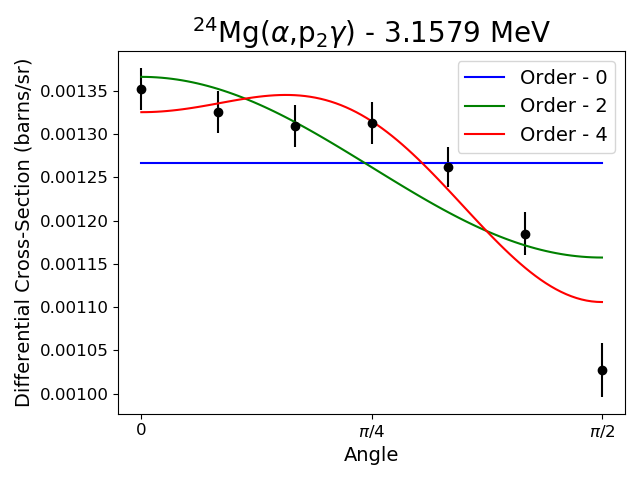 ²⁴Mg(α,p₂γ) - 3.1579 MeV
Differential Cross-Section (barns/sr)
0.00135
0.00130
0.00125
0.00120
0.00115
0.00110
0.00105
0.00100
Order - 0
Order - 2
Order - 4
0
π/4
π/2
Angle